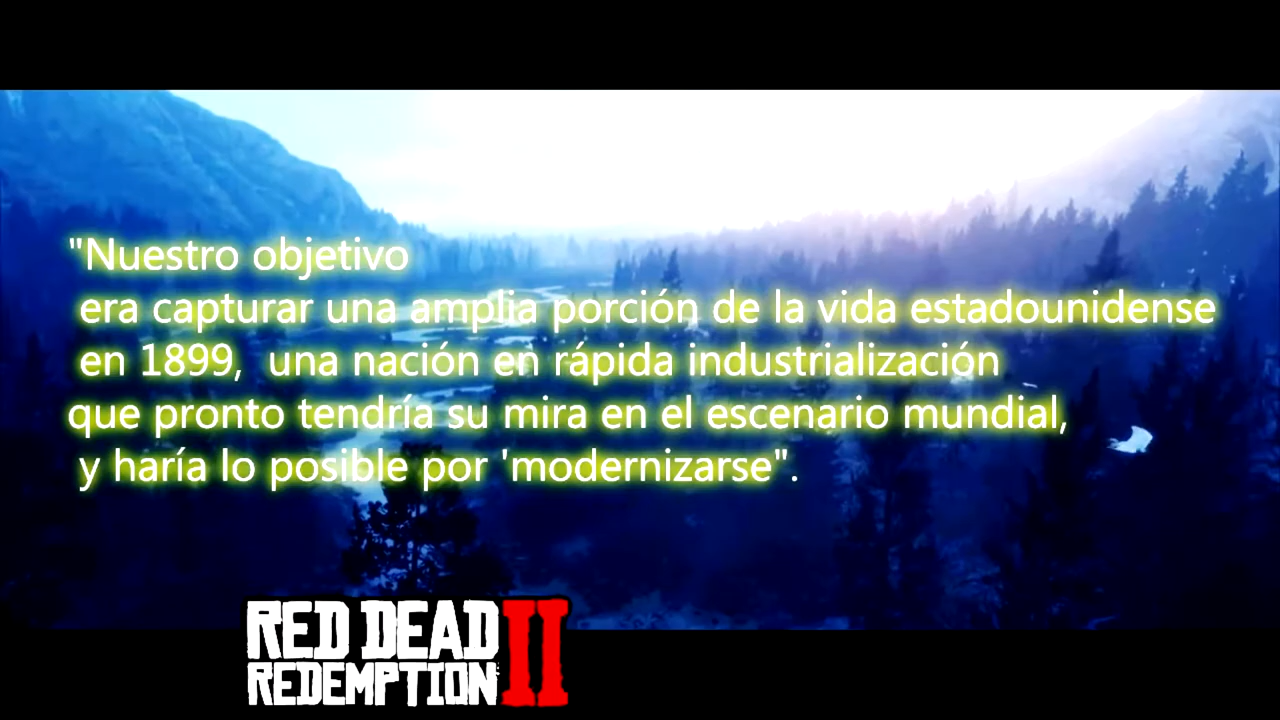 "Nuestro objetivo
era capturar una amplia porción de la vida estadounidense
en 1899,  una nación en rápida industrialización
que pronto tendría su mira en el escenario mundial,
y haría lo posible por 'modernizarse".
RED DEAD
REDEMPTION II